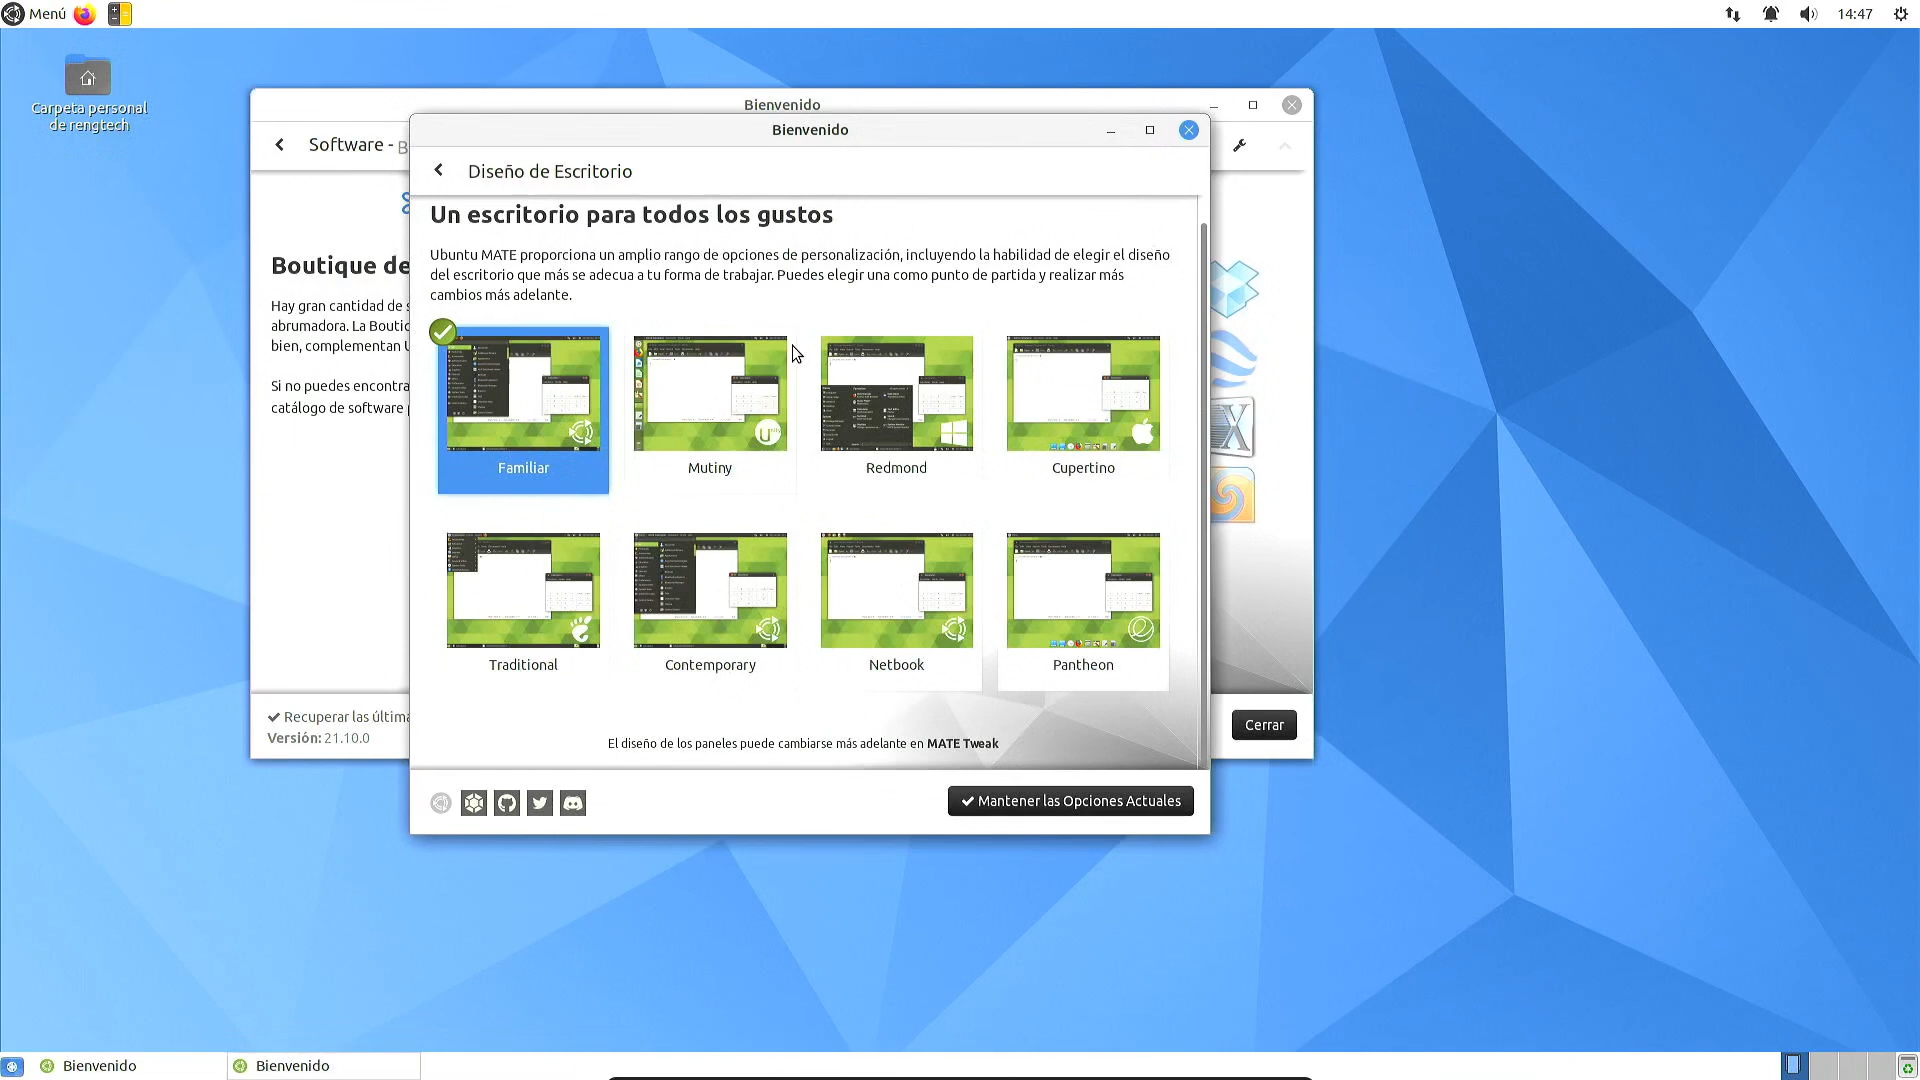 Menú
14:47
Carpeta personal
de rengtech
Bienvenido
Software - B
Boutique de
Hay gran cantidad de s
abrumadora. La Boutiq
bien, complementan U
Si no puedes encontra
catálogo de software p
Recuperar las última
Versión: 21.10.0
Cerrar
Bienvenido
Diseño de Escritorio
Un escritorio para todos los gustos
Ubuntu MATE proporciona un amplio rango de opciones de personalización, incluyendo la habilidad de elegir el diseño
del escritorio que más se adecua a tu forma de trabajar. Puedes elegir una como punto de partida y realizar más
cambios más adelante.
Familiar
Mutiny
Redmond
Cupertino
Traditional
Contemporary
Netbook
Pantheon
El diseño de los paneles puede cambiarse más adelante en MATE Tweak
Mantener las Opciones Actuales
Bienvenido
Bienvenido